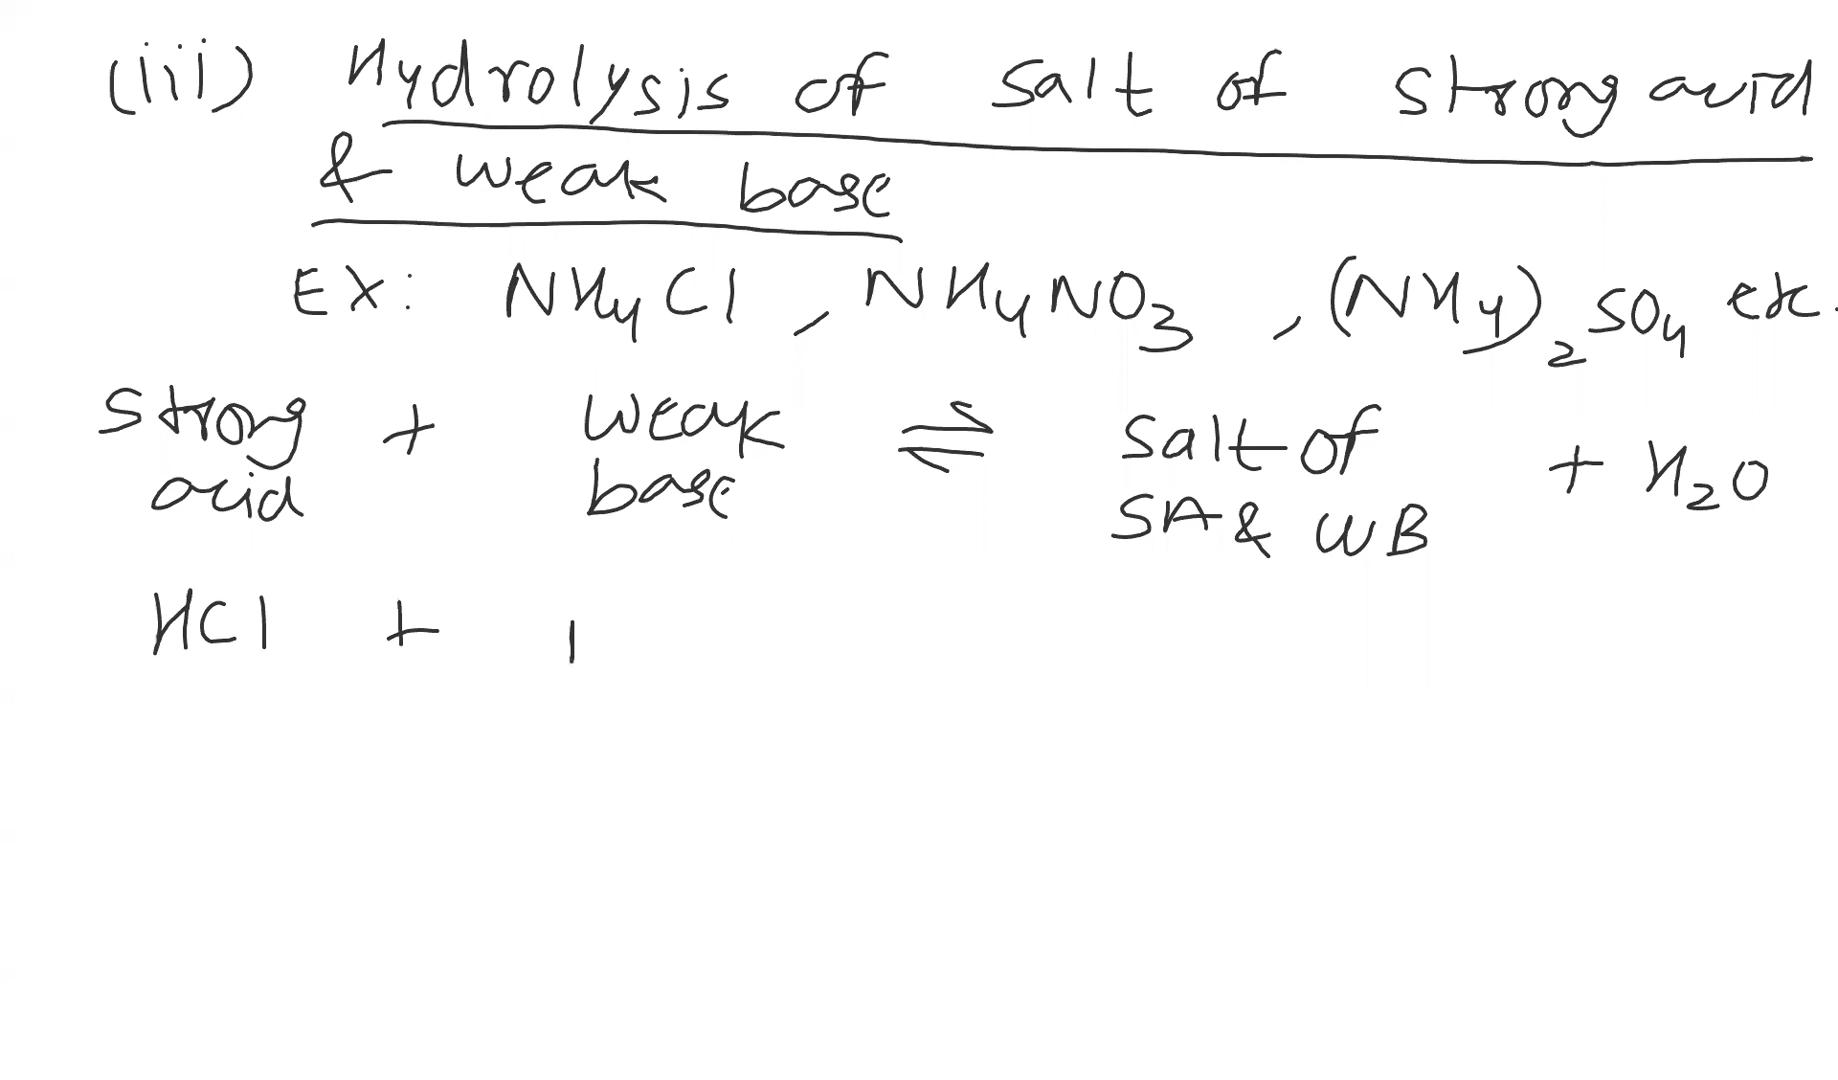 (iii) Hydrolysis of salt of strong acid
& weak base
EX: NH4Cl, NH4NO3, (NH4)2SO4 etc.
strong acid + weak base ⇌ salt of SA & WB + H2O
HCl + |